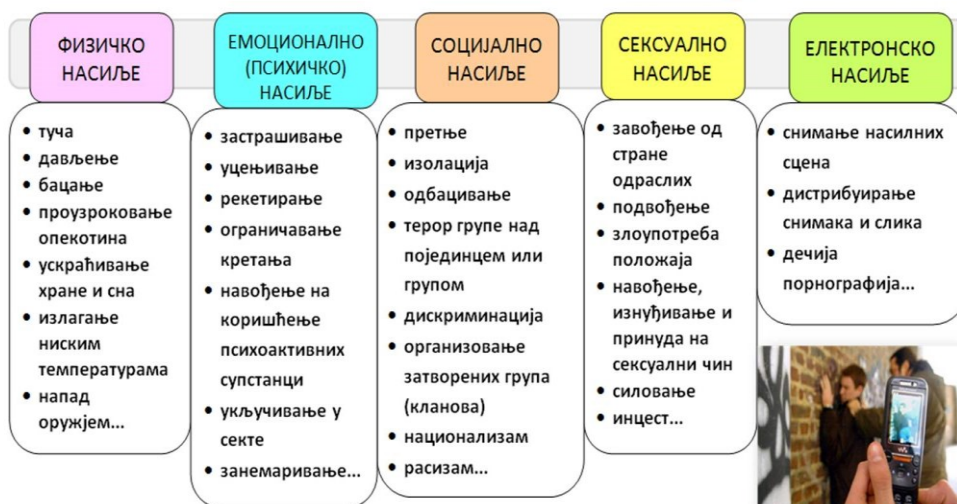 ФИЗИЧКО
НАСИЉЕ
• туча
• дављење
• бацање
• проузроковање
опекотина
• ускраћивање
хране и сна
• излагање
ниским
температурама
• напад
оружјем...
ЕМОЦИОНАЛНО
(ПСИХИЧКО)
НАСИЉЕ
• застрашивање
• уцењивање
• рекетирање
• ограничавање
кретања
• навођење на
коришћење
психоактивних
супстанци
• укључивање у
секте
• занемаривање...
СОЦИЈАЛНО
НАСИЉЕ
• претње
• изолација
• одбацивање
• терор групе над
појединцем или
групом
• дискриминација
• организовање
затворених група
(кланова)
• национализам
• расизам...
СЕКСУАЛНО
НАСИЉЕ
• завођење од
стране
одраслих
• подвођење
• злоупотреба
положаја
• навођење,
изнуђивање и
принуда на
сексуални чин
• силовање
• инцест...
ЕЛЕКТРОНСКО
НАСИЉЕ
• снимање насилних
сцена
• дистрибуирање
снимака и слика
• дечија
порнографија...